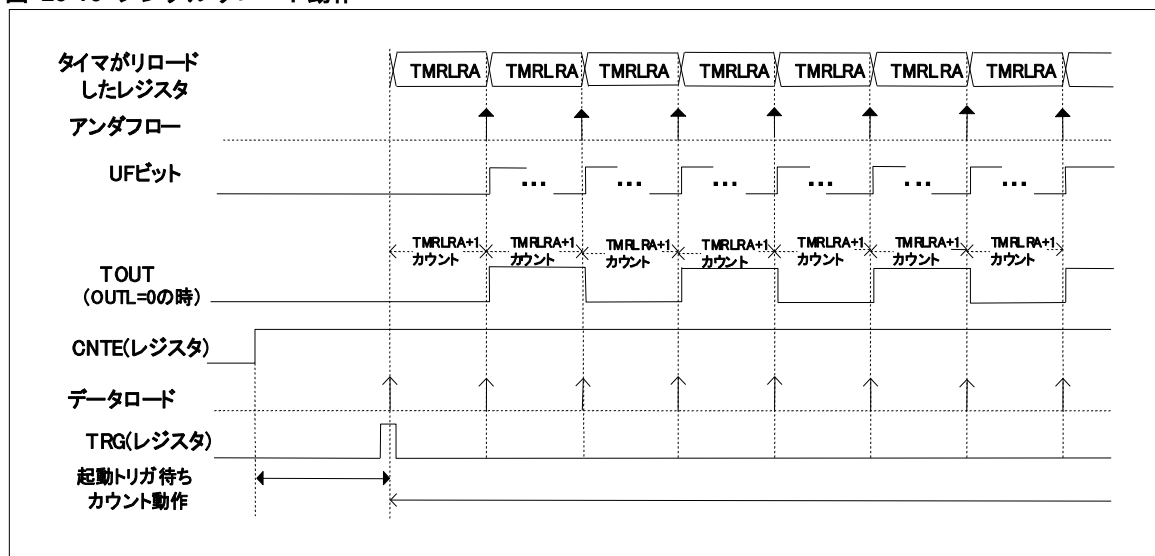 タイマがリロード
したレジスタ
TMRLRA TMRLRA TMRLRA TMRLRA TMRLRA TMRLRA TMRLRA
アンダフロー
UFビット
... ... ... ... ... ...
TMRLRA+1 TMRLRA+1 TMRLRA+1 TMRLRA+1 TMRLRA+1 TMRLRA+1 TMRLRA+1
カウント カウント カウント カウント カウント カウント カウント
TOUT
(OUTL=0の時)
CNTE(レジスタ)
データロード
TRG(レジスタ)
起動トリガ待ち
カウント動作